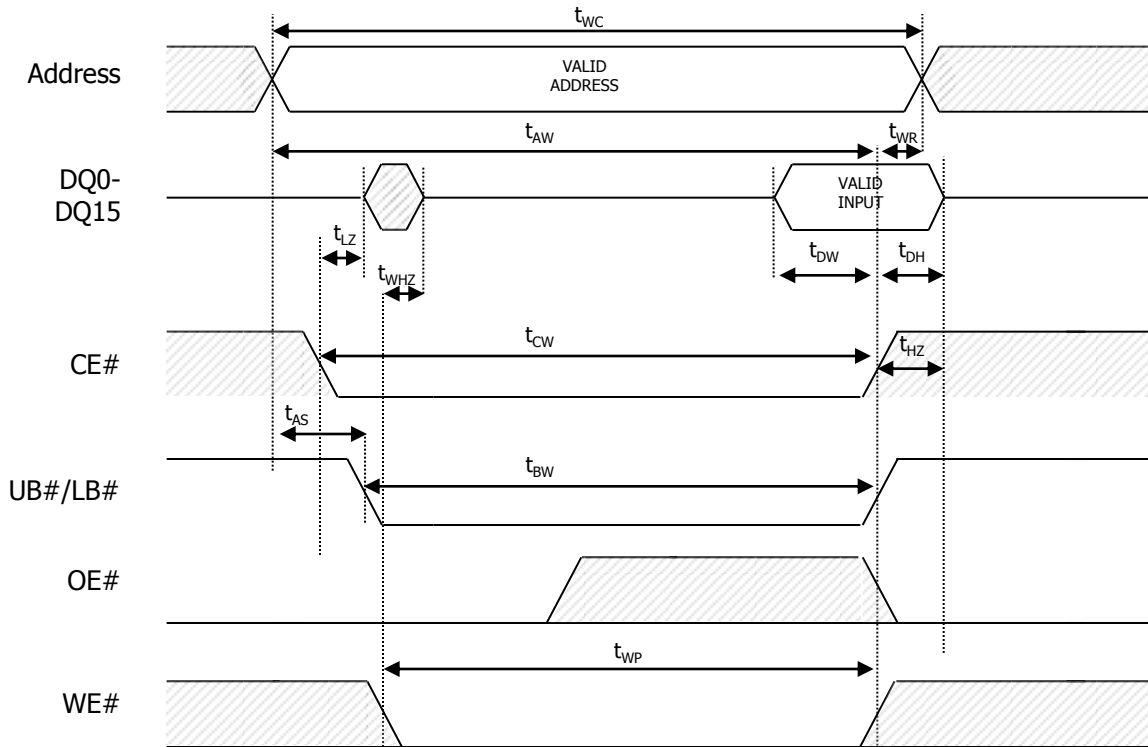 tWC
Address
VALID
ADDRESS
tAW
tWR
DQ0-
DQ15
VALID
INPUT
tLZ
tDW
tDH
tWHZ
tCW
CE#
tHZ
tAS
tBW
UB#/LB#
OE#
tWP
WE#